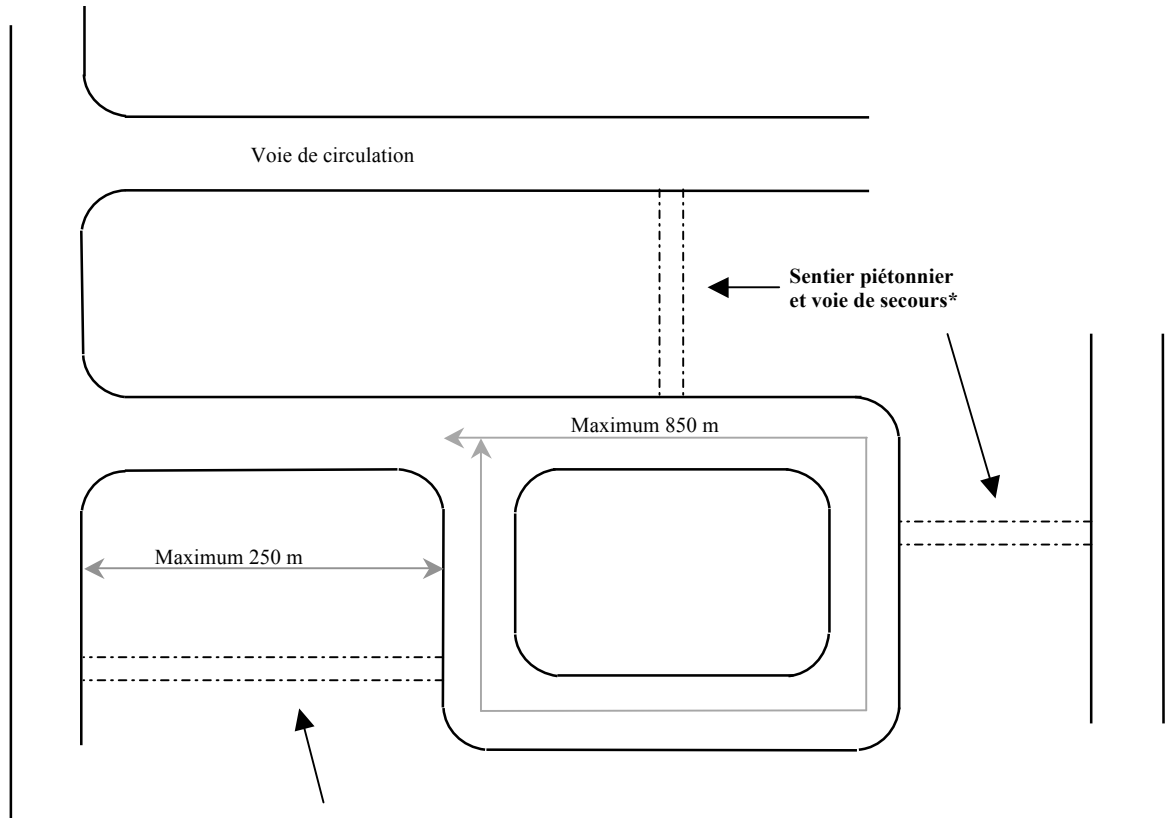 Voie de circulation
Sentier piétonnier
et voie de secours*
Maximum 850 m
Maximum 250 m